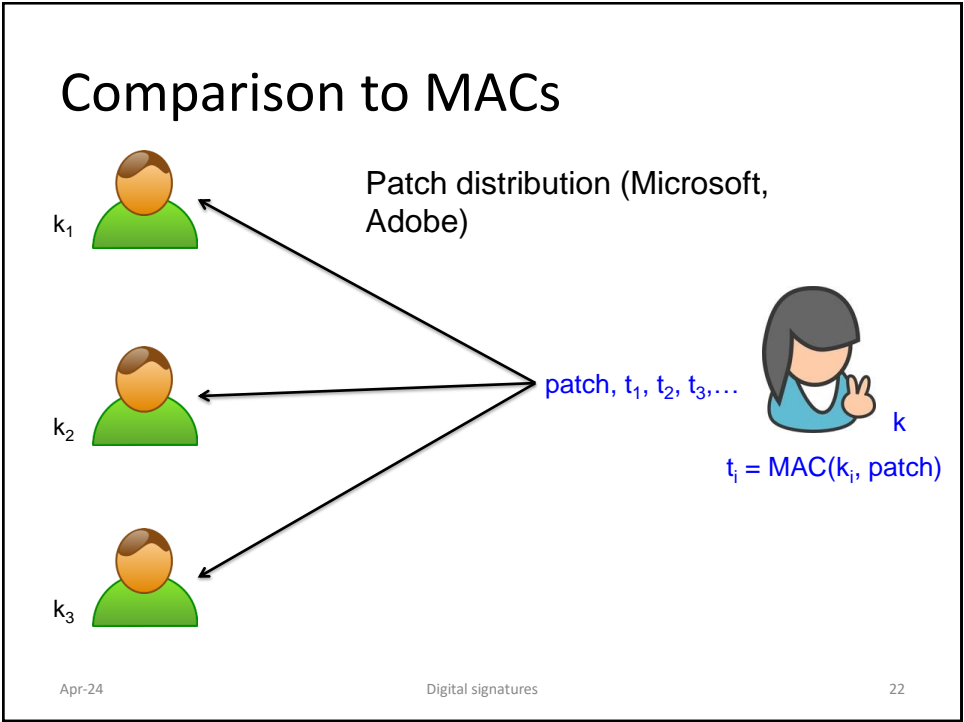 Comparison to MACs
Patch distribution (Microsoft,
Adobe)
k₁
patch, t₁, t₂, t₃,…
k₂
k
tᵢ = MAC(kᵢ, patch)
k₃
Apr-24
Digital signatures
22